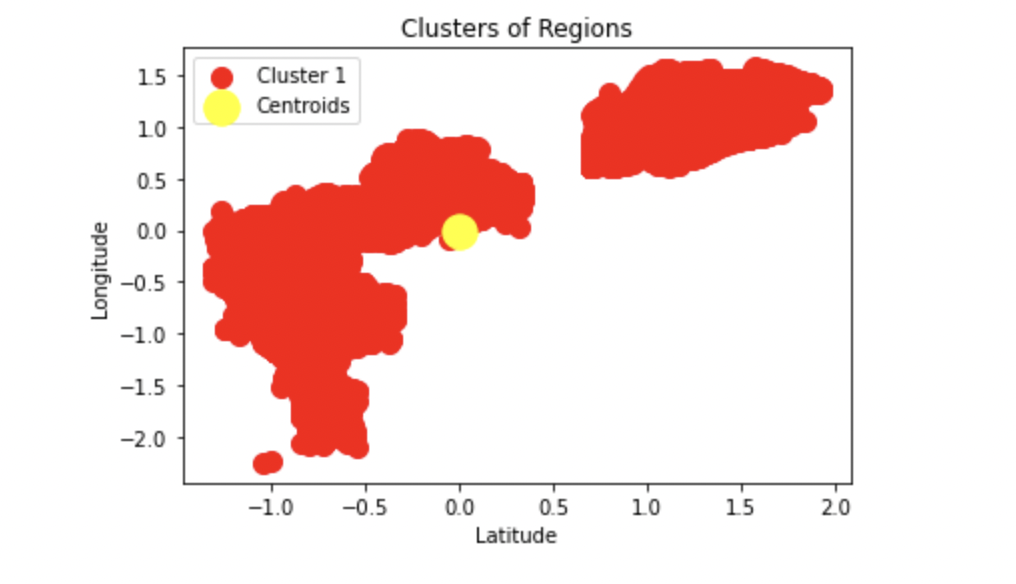 Clusters of Regions
Cluster 1
Centroids
1.5
1.0
0.5
0.0
−0.5
−1.0
−1.5
−2.0
Longitude
−1.0 −0.5 0.0 0.5 1.0 1.5 2.0
Latitude